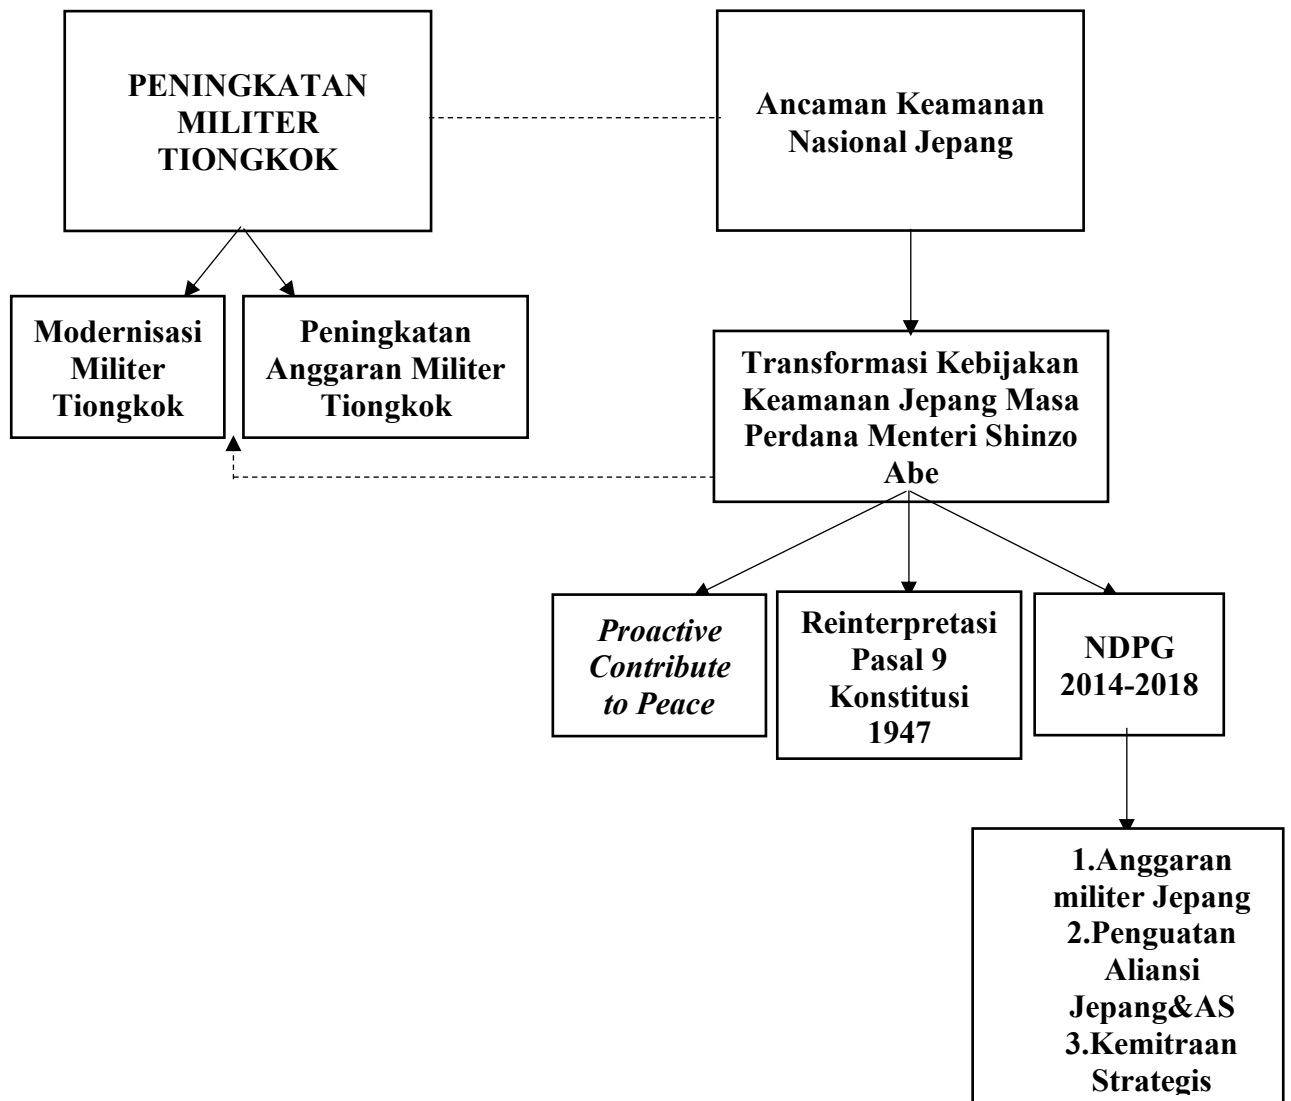 PENINGKATAN
MILITER
TIONGKOK
Ancaman Keamanan
Nasional Jepang
Modernisasi
Militer
Tiongkok
Peningkatan
Anggaran Militer
Tiongkok
Transformasi Kebijakan
Keamanan Jepang Masa
Perdana Menteri Shinzo
Abe
Proactive
Contribute
to Peace
Reinterpretasi
Pasal 9
Konstitusi
1947
NDPG
2014-2018
1.Anggaran
militer Jepang
2.Penguatan
Aliansi
Jepang&AS
3.Kemitraan
Strategis